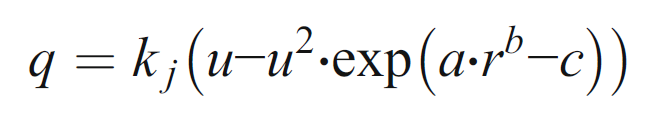 q = k_j(u–u²·exp(a·r^b–c))